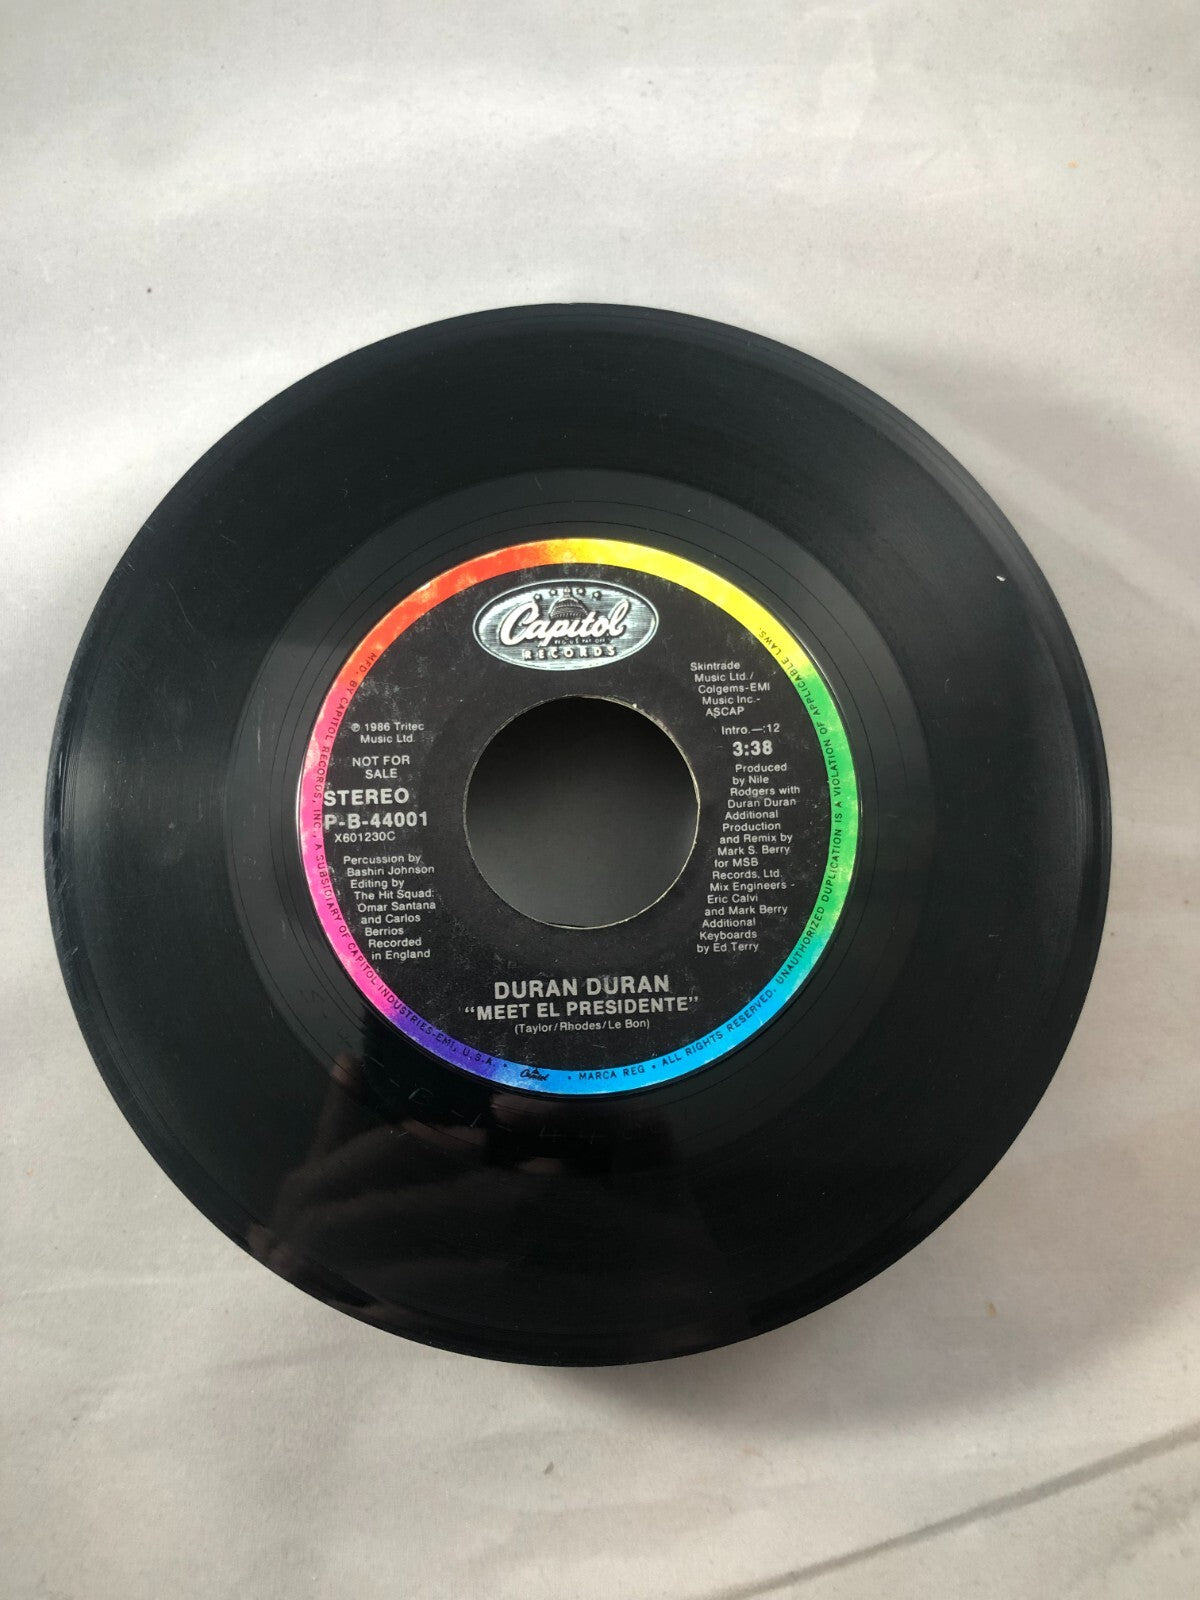 Capitol
RECORDS
Skintrade
Music Ltd./
Colgems-EMI
Music Inc.-
ASCAP
Intro.—:12
3:38
Produced
by Nile
Rodgers with
Duran Duran
Additional
Production
and Remix by
Mark S. Berry
for MSB
Records, Ltd.
Mix Engineers -
Eric Calvi
and Mark Berry
Additional
Keyboards
by Ed Terry
℗ 1986 Tritec
Music Ltd.
NOT FOR
SALE
STEREO
P-B-44001
X601230C
Percussion by
Bashiri Johnson
Editing by
The Hit Squad:
Omar Santana
and Carlos
Berrios
Recorded
in England
DURAN DURAN
"MEET EL PRESIDENTE"
(Taylor/Rhodes/Le Bon)
MFD. BY CAPITOL RECORDS, INC., A SUBSIDIARY OF CAPITOL INDUSTRIES-EMI, U.S.A. • Capitol • MARCA REG • ALL RIGHTS RESERVED. UNAUTHORIZED DUPLICATION IS A VIOLATION OF APPLICABLE LAWS.